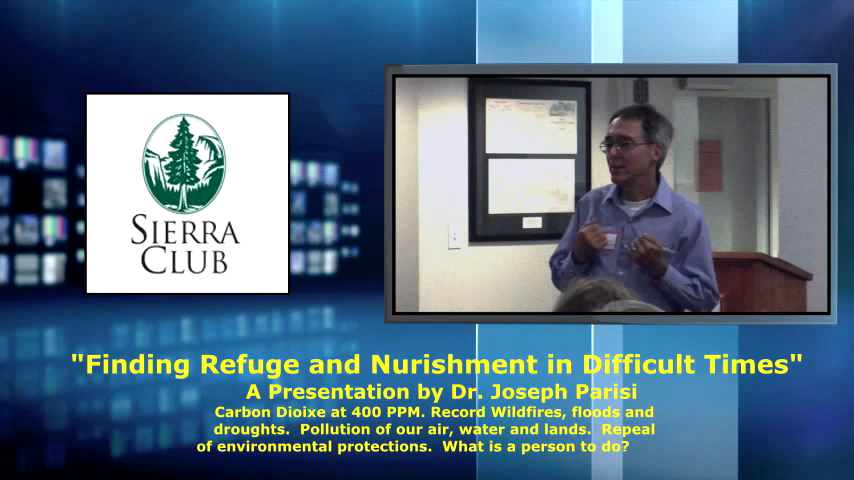 SIERRA
CLUB
"Finding Refuge and Nurishment in Difficult Times"
A Presentation by Dr. Joseph Parisi
Carbon Dioixe at 400 PPM. Record Wildfires, floods and
droughts.  Pollution of our air, water and lands.  Repeal
of environmental protections.  What is a person to do?